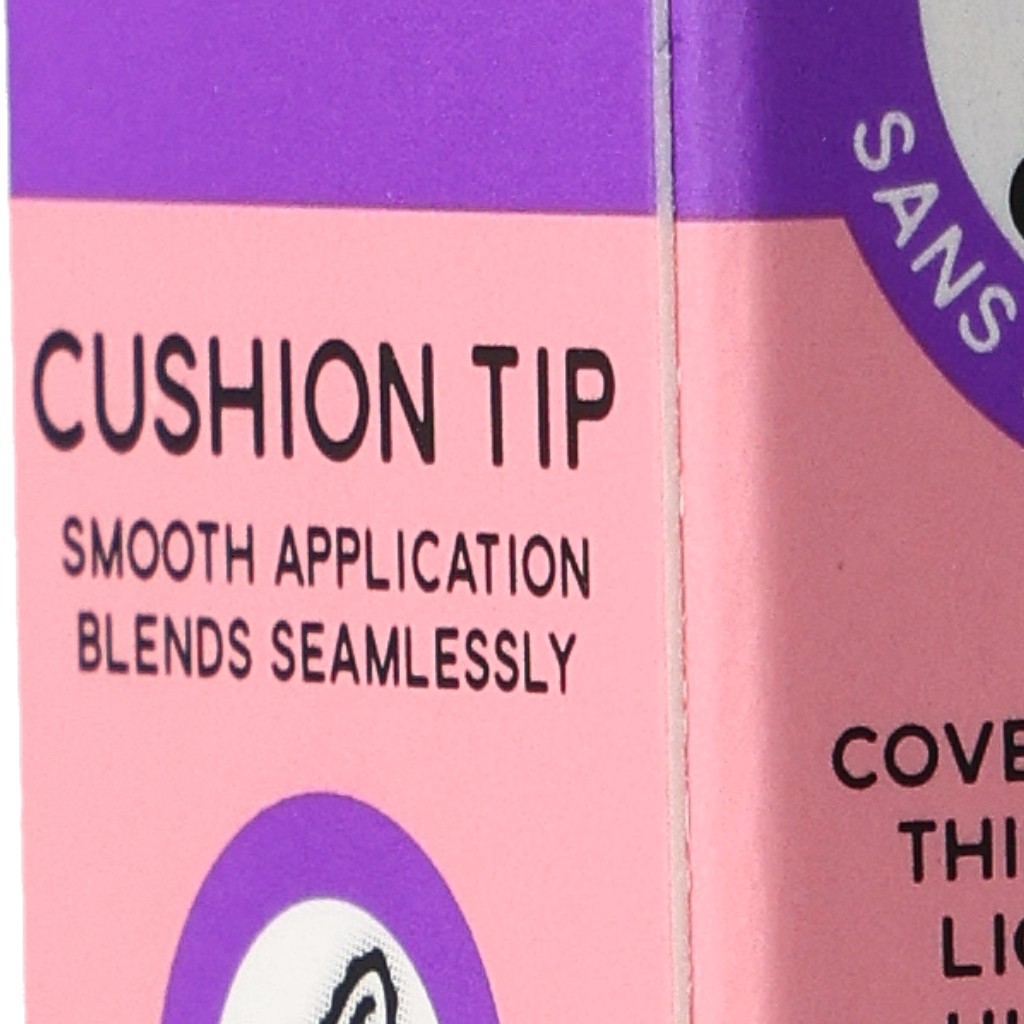 CUSHION TIP
SMOOTH APPLICATION
BLENDS SEAMLESSLY
SANS